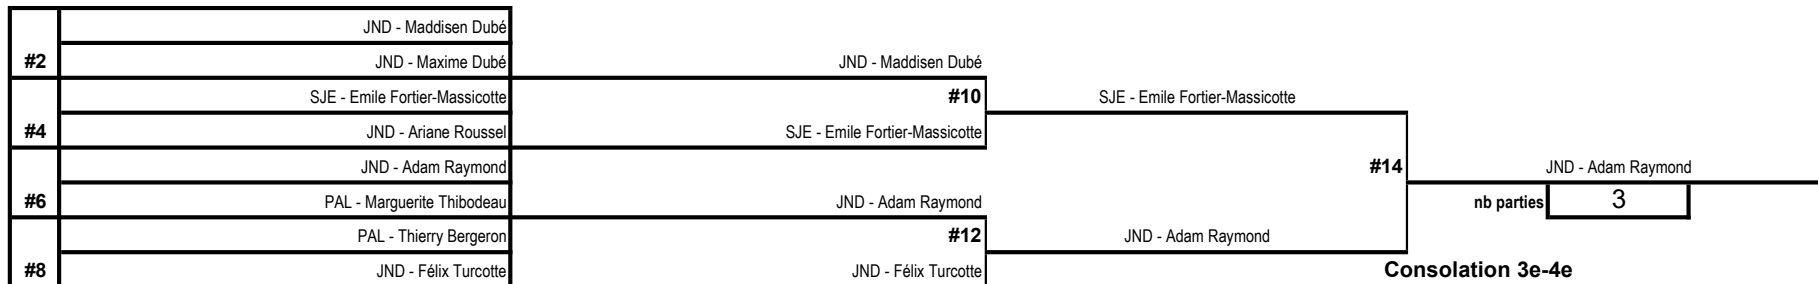 JND - Maddisen Dubé
#2 JND - Maxime Dubé JND - Maddisen Dubé
SJE - Emile Fortier-Massicotte #10 SJE - Emile Fortier-Massicotte
#4 JND - Ariane Roussel SJE - Emile Fortier-Massicotte
JND - Adam Raymond #14 JND - Adam Raymond
#6 PAL - Marguerite Thibodeau JND - Adam Raymond nb parties 3
PAL - Thierry Bergeron #12 JND - Adam Raymond
#8 JND - Félix Turcotte JND - Félix Turcotte Consolation 3e-4e